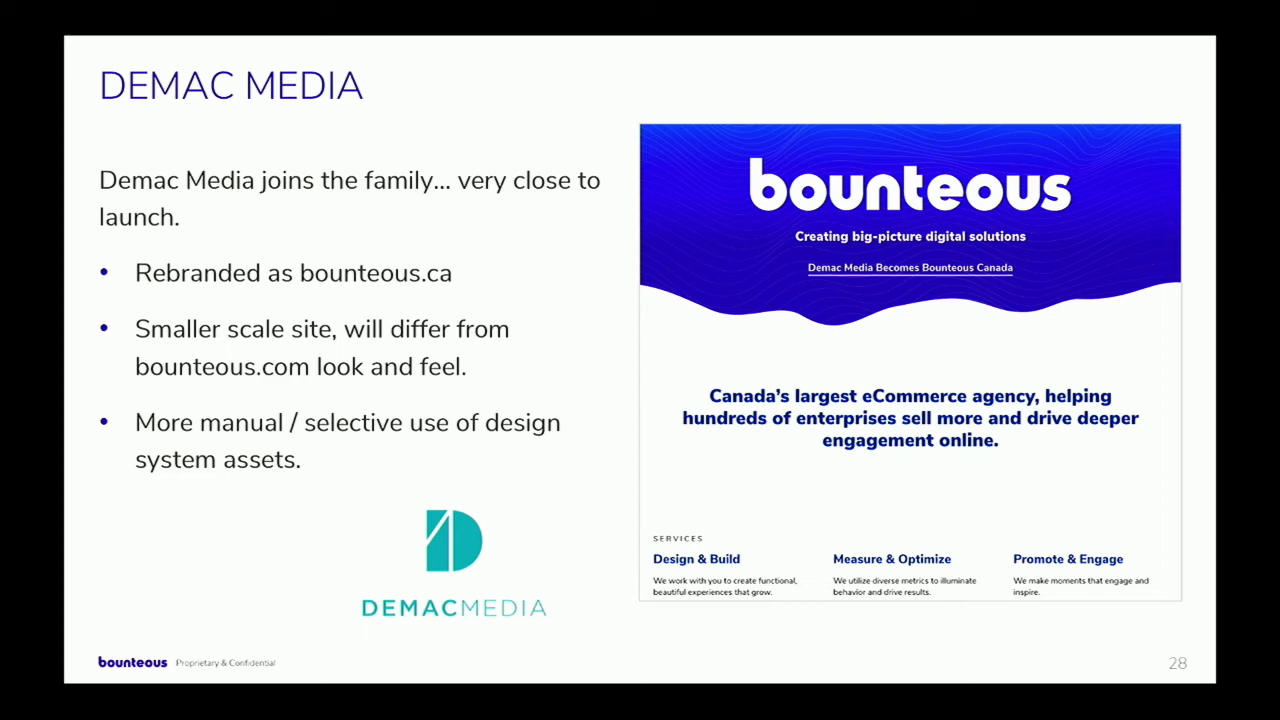 DEMAC MEDIA
Demac Media joins the family... very close to
launch.
• Rebranded as bounteous.ca
• Smaller scale site, will differ from
bounteous.com look and feel.
• More manual / selective use of design
system assets.
DEMACMEDIA
bounteous
Creating big-picture digital solutions
Demac Media Becomes Bounteous Canada
Canada's largest eCommerce agency, helping
hundreds of enterprises sell more and drive deeper
engagement online.
SERVICES
Design & Build
We work with you to create functional,
beautiful experiences that grow.
Measure & Optimize
We utilize diverse metrics to illuminate
behavior and drive results.
Promote & Engage
We make moments that engage and
inspire.
bounteous Proprietary & Confidential
28